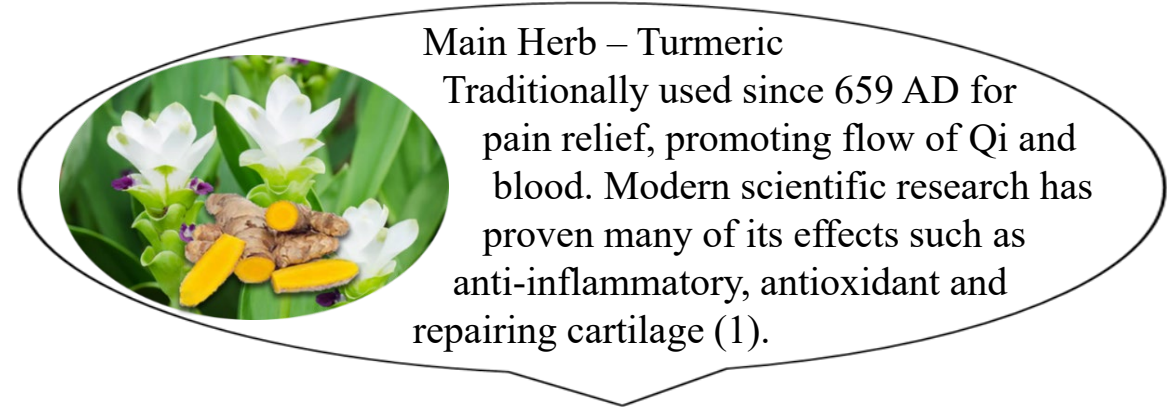 Main Herb – Turmeric
Traditionally used since 659 AD for
pain relief, promoting flow of Qi and
blood. Modern scientific research has
proven many of its effects such as
anti-inflammatory, antioxidant and
repairing cartilage (1).